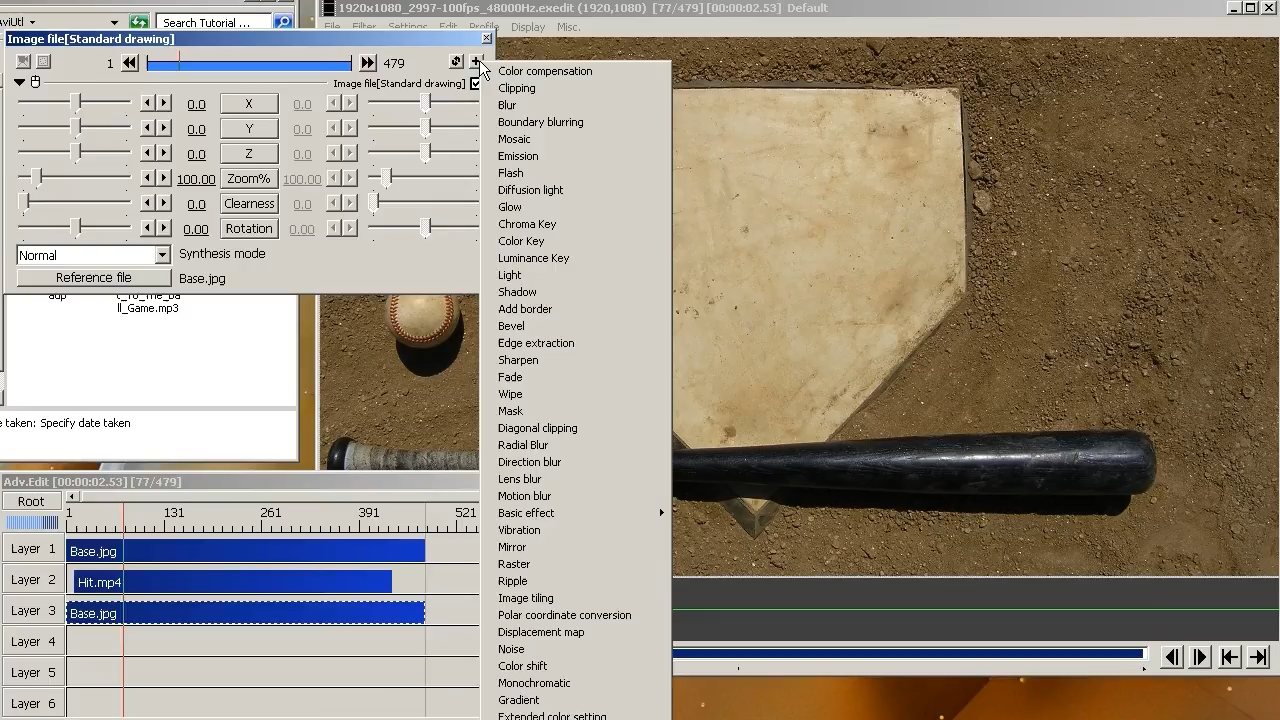 AviUtl
Search Tutorial ...
1920x1080_2997-100fps_48000Hz.exedit (1920,1080) [77/479] [00:00:02.53] Default
File Filter Settings Edit Profile Display Misc.
Image file[Standard drawing]
1 479
Image file[Standard drawing]
0.0 X 0.0
0.0 Y 0.0
0.0 Z 0.0
100.00 Zoom% 100.00
0.0 Clearness 0.0
0.00 Rotation 0.00
Normal Synthesis mode
Reference file Base.jpg
ll_Game.mp3
e taken: Specify date taken
Color compensation
Clipping
Blur
Boundary blurring
Mosaic
Emission
Flash
Diffusion light
Glow
Chroma Key
Color Key
Luminance Key
Light
Shadow
Add border
Bevel
Edge extraction
Sharpen
Fade
Wipe
Mask
Diagonal clipping
Radial Blur
Direction blur
Lens blur
Motion blur
Basic effect
Vibration
Mirror
Raster
Ripple
Image tiling
Polar coordinate conversion
Displacement map
Noise
Color shift
Monochromatic
Gradient
Extended color setting
Adv.Edit [00:00:02.53] [77/479]
Root
1 131 261 391 521
Layer 1 Base.jpg
Layer 2 Hit.mp4
Layer 3 Base.jpg
Layer 4
Layer 5
Layer 6